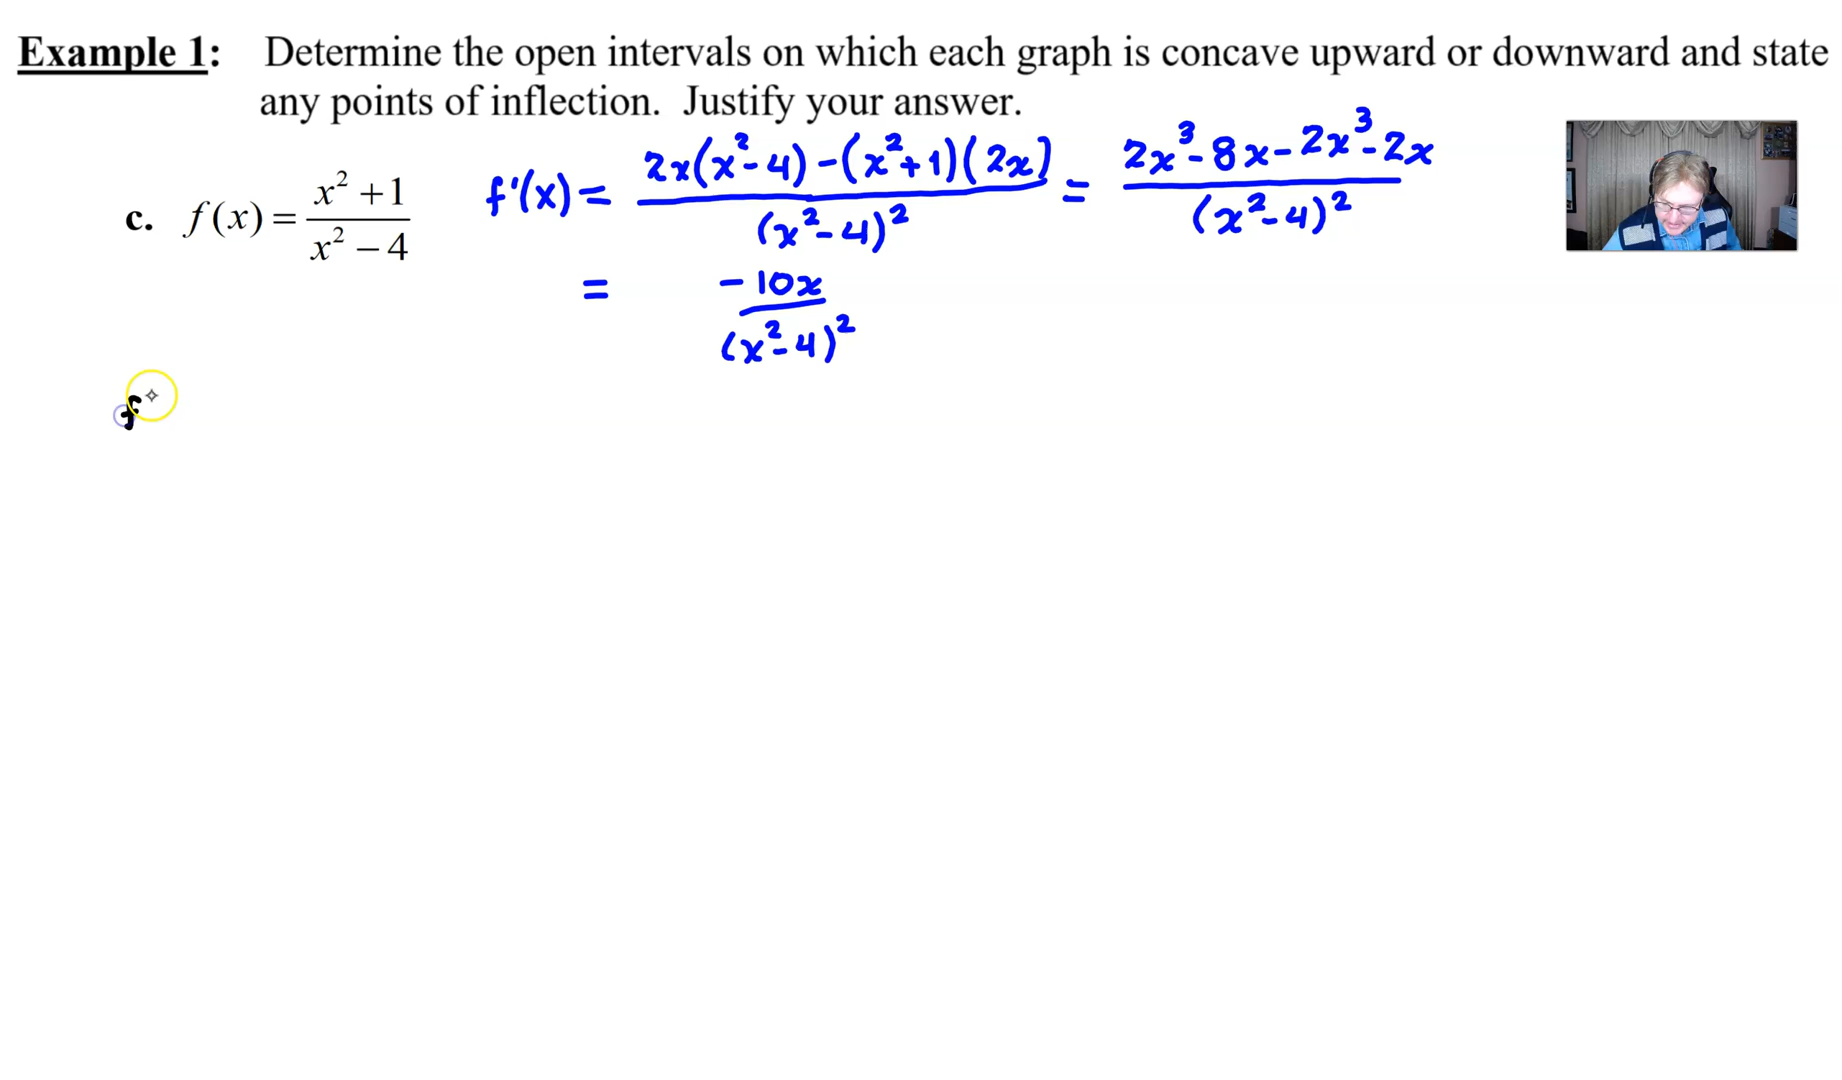 Example 1: Determine the open intervals on which each graph is concave upward or downward and state
any points of inflection. Justify your answer.
c. f(x) = (x² + 1)/(x² − 4)
f'(x) = (2x(x²-4) - (x²+1)(2x))/(x²-4)² = (2x³ - 8x - 2x³ - 2x)/(x²-4)²
= -10x/(x²-4)²
f